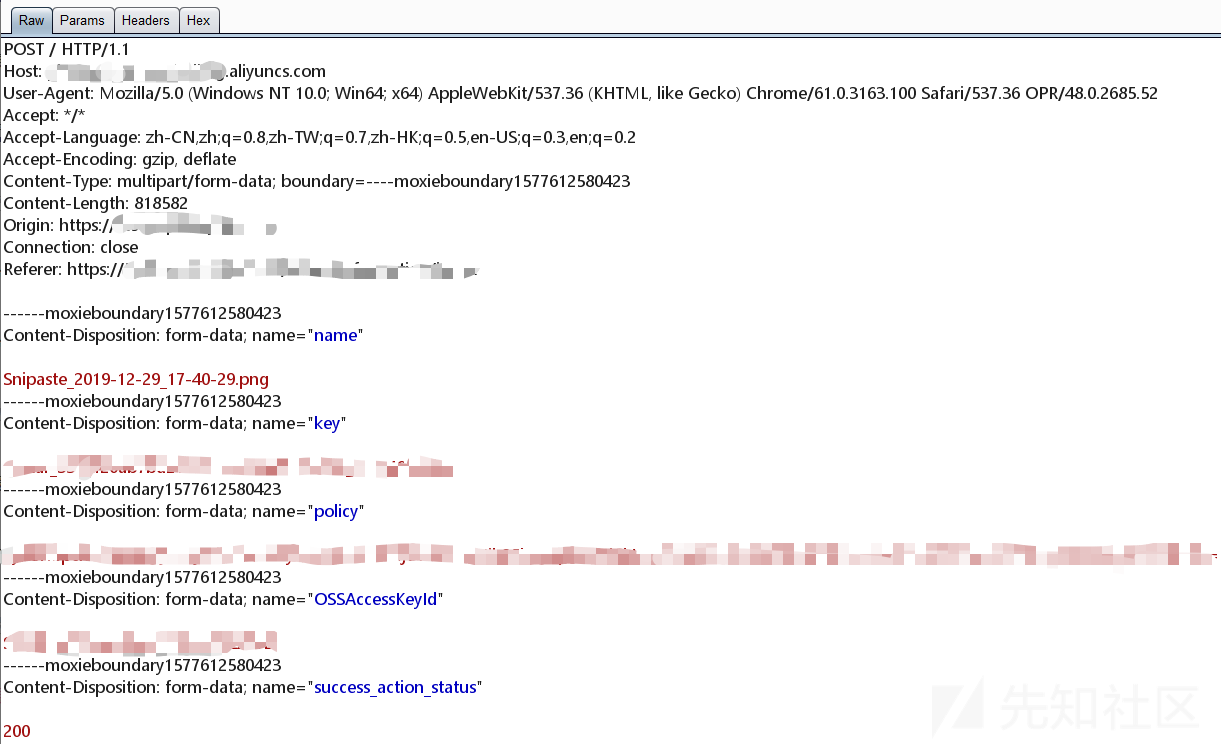 Raw Params Headers Hex
POST / HTTP/1.1
Host: .aliyuncs.com
User-Agent: Mozilla/5.0 (Windows NT 10.0; Win64; x64) AppleWebKit/537.36 (KHTML, like Gecko) Chrome/61.0.3163.100 Safari/537.36 OPR/48.0.2685.52
Accept: */*
Accept-Language: zh-CN,zh;q=0.8,zh-TW;q=0.7,zh-HK;q=0.5,en-US;q=0.3,en;q=0.2
Accept-Encoding: gzip, deflate
Content-Type: multipart/form-data; boundary=----moxieboundary1577612580423
Content-Length: 818582
Origin: https://
Connection: close
Referer: https://
------moxieboundary1577612580423
Content-Disposition: form-data; name="name"
Snipaste_2019-12-29_17-40-29.png
------moxieboundary1577612580423
Content-Disposition: form-data; name="key"
------moxieboundary1577612580423
Content-Disposition: form-data; name="policy"
------moxieboundary1577612580423
Content-Disposition: form-data; name="OSSAccessKeyId"
------moxieboundary1577612580423
Content-Disposition: form-data; name="success_action_status"
200
先知社区